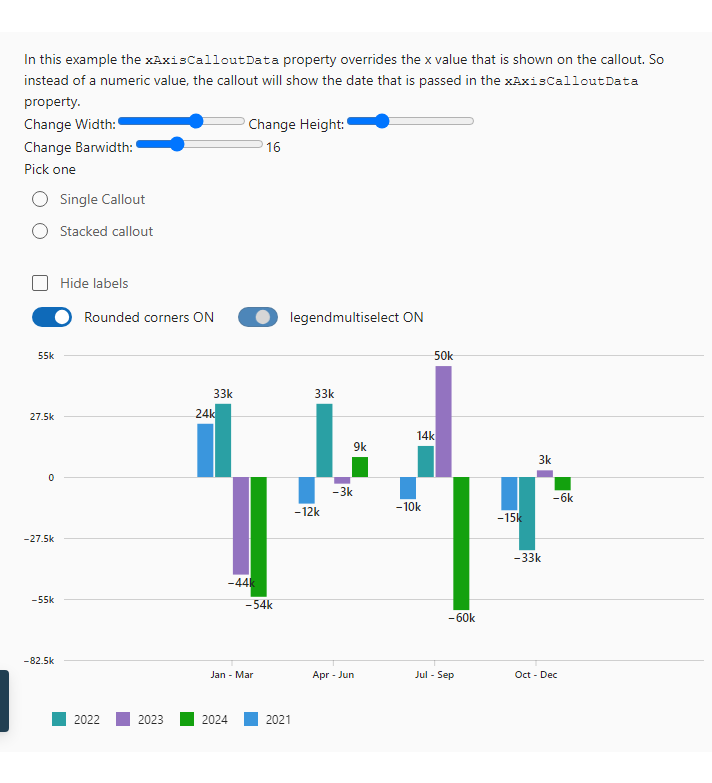 In this example the xAxisCalloutData property overrides the x value that is shown on the callout. So
instead of a numeric value, the callout will show the date that is passed in the xAxisCalloutData
property.
Change Width: Change Height:
Change Barwidth: 16
Pick one
Single Callout
Stacked callout
Hide labels
Rounded corners ON legendmultiselect ON
55k
27.5k
0
−27.5k
−55k
−82.5k
24k
33k
−44k
−54k
−12k
33k
−3k
9k
−10k
14k
50k
−60k
−15k
−33k
3k
−6k
Jan - Mar Apr - Jun Jul - Sep Oct - Dec
2022 2023 2024 2021